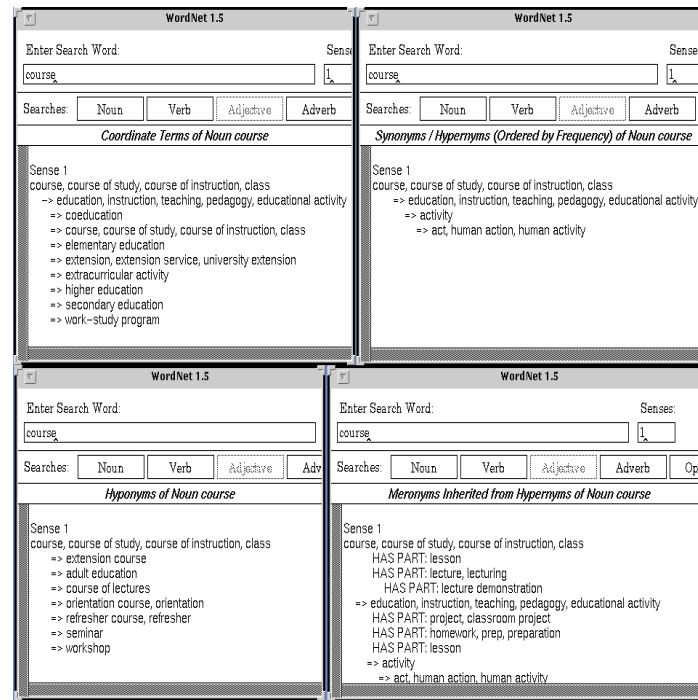 WordNet 1.5
Enter Search Word:
Sense
course
1
Searches: Noun Verb Adjective Adverb
Coordinate Terms of Noun course
Sense 1
course, course of study, course of instruction, class
-> education, instruction, teaching, pedagogy, educational activity
=> coeducation
=> course, course of study, course of instruction, class
=> elementary education
=> extension, extension service, university extension
=> extracurricular activity
=> higher education
=> secondary education
=> work-study program
WordNet 1.5
Enter Search Word:
Sense
course
1
Searches: Noun Verb Adjective Adverb
Synonyms / Hypernyms (Ordered by Frequency) of Noun course
Sense 1
course, course of study, course of instruction, class
=> education, instruction, teaching, pedagogy, educational activity
=> activity
=> act, human action, human activity
WordNet 1.5
Enter Search Word:
course
Searches: Noun Verb Adjective Adv
Hyponyms of Noun course
Sense 1
course, course of study, course of instruction, class
=> extension course
=> adult education
=> course of lectures
=> orientation course, orientation
=> refresher course, refresher
=> seminar
=> workshop
WordNet 1.5
Enter Search Word:
Senses:
course
1
Searches: Noun Verb Adjective Adverb Op
Meronyms Inherited from Hypernyms of Noun course
Sense 1
course, course of study, course of instruction, class
HAS PART: lesson
HAS PART: lecture, lecturing
HAS PART: lecture demonstration
=> education, instruction, teaching, pedagogy, educational activity
HAS PART: project, classroom project
HAS PART: homework, prep, preparation
HAS PART: lesson
=> activity
=> act, human action, human activity